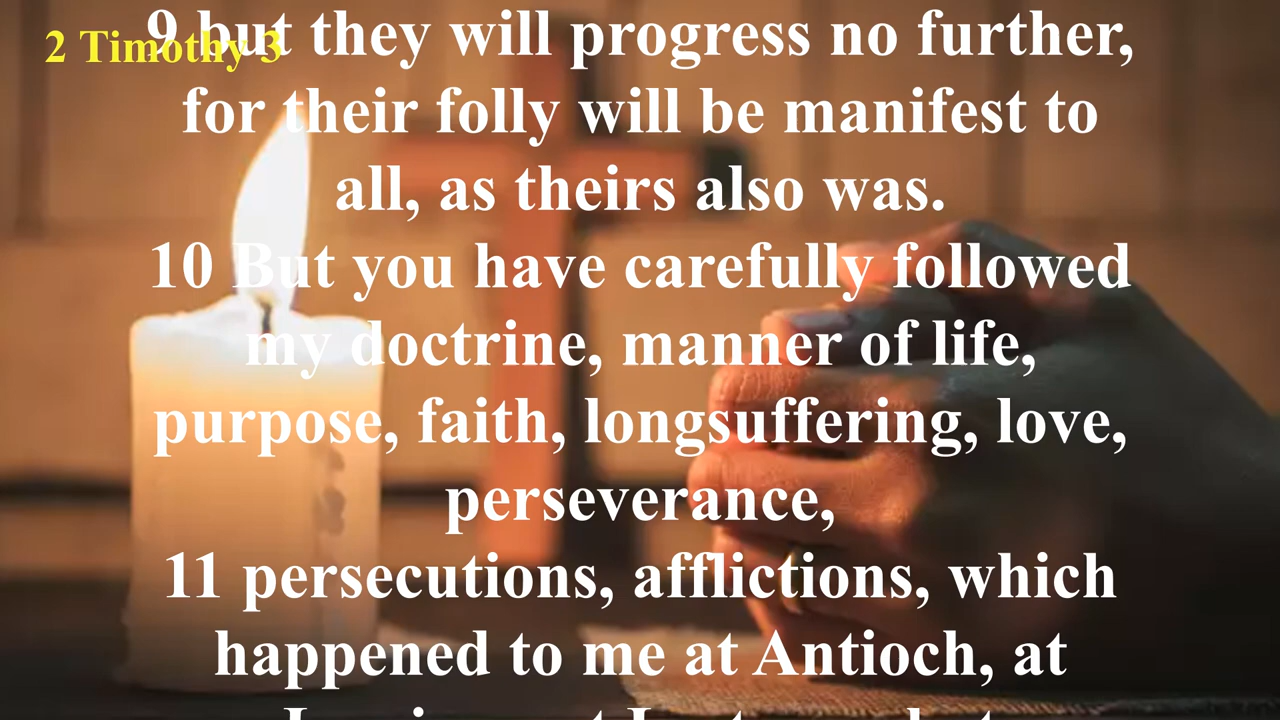 2 Timothy 3
9 but they will progress no further,
for their folly will be manifest to
all, as theirs also was.
10 But you have carefully followed
my doctrine, manner of life,
purpose, faith, longsuffering, love,
perseverance,
11 persecutions, afflictions, which
happened to me at Antioch, at